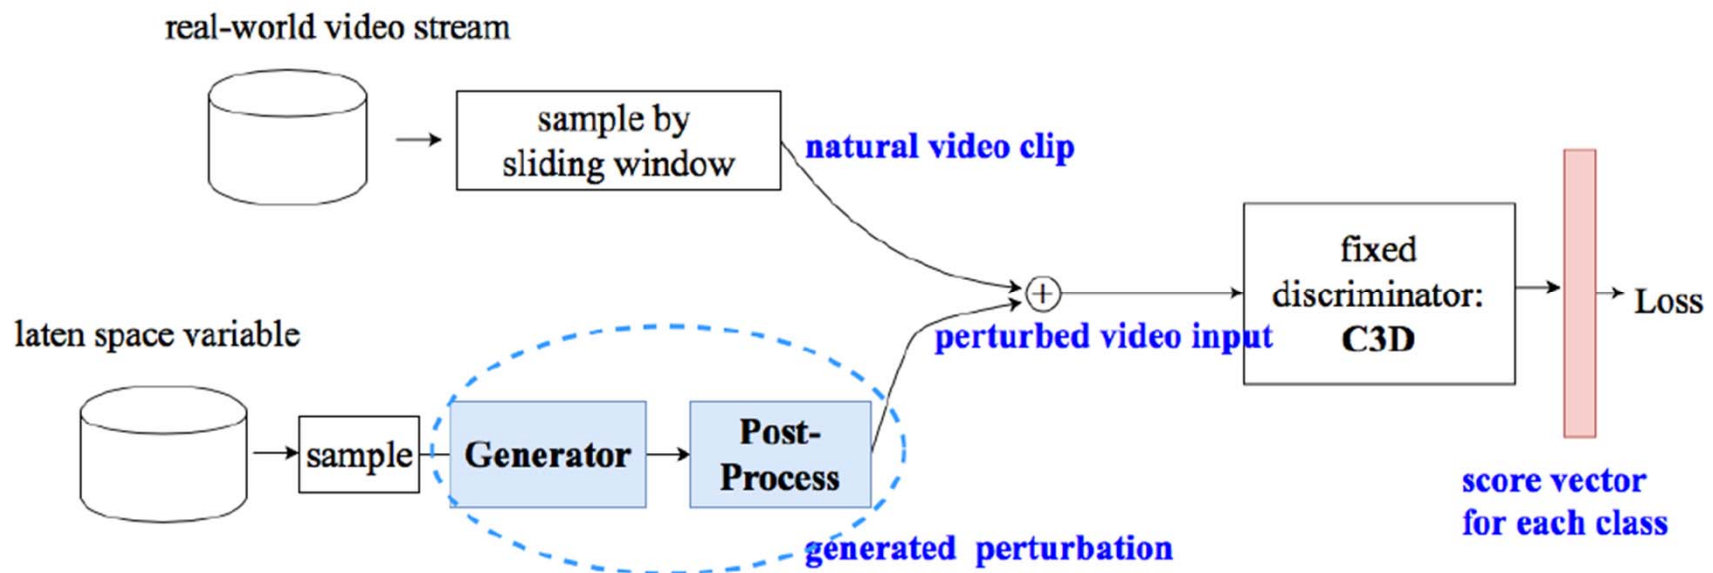 real-world video stream
sample by
sliding window
natural video clip
fixed
discriminator:
C3D
Loss
laten space variable
perturbed video input
sample
Generator
Post-
Process
score vector
for each class
generated perturbation